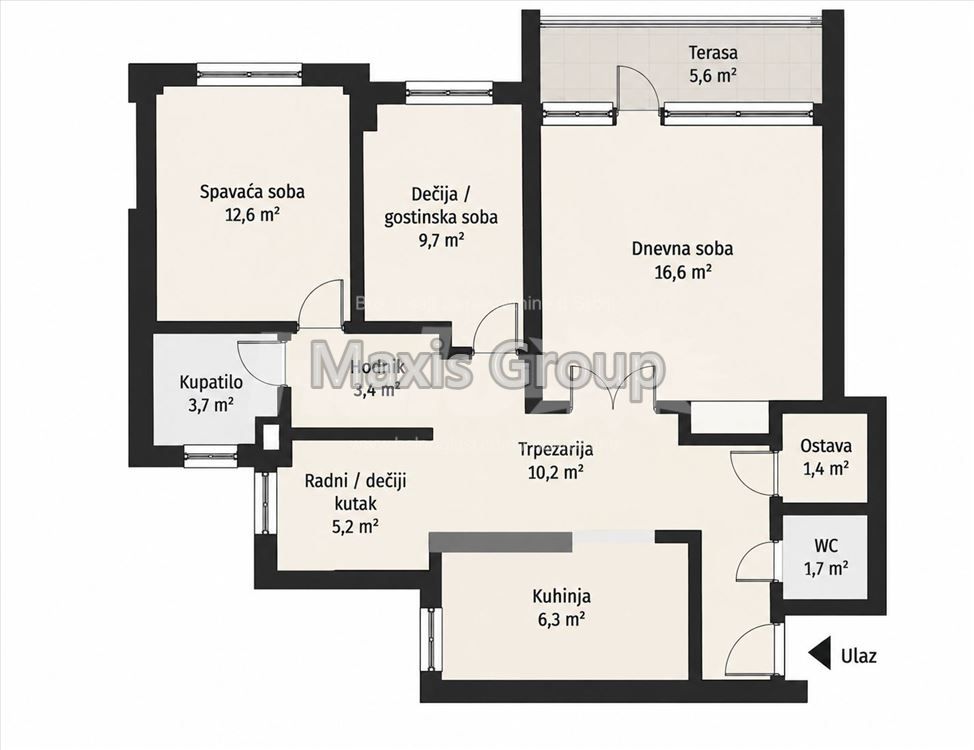 Terasa
5,6 m²
Spavaća soba
12,6 m²
Dečija /
gostinska soba
9,7 m²
Dnevna soba
16,6 m²
Maxis Group
Hodnik
3,4 m²
Kupatilo
3,7 m²
Trpezarija
10,2 m²
Ostava
1,4 m²
Radni / dečiji
kutak
5,2 m²
WC
1,7 m²
Kuhinja
6,3 m²
Ulaz